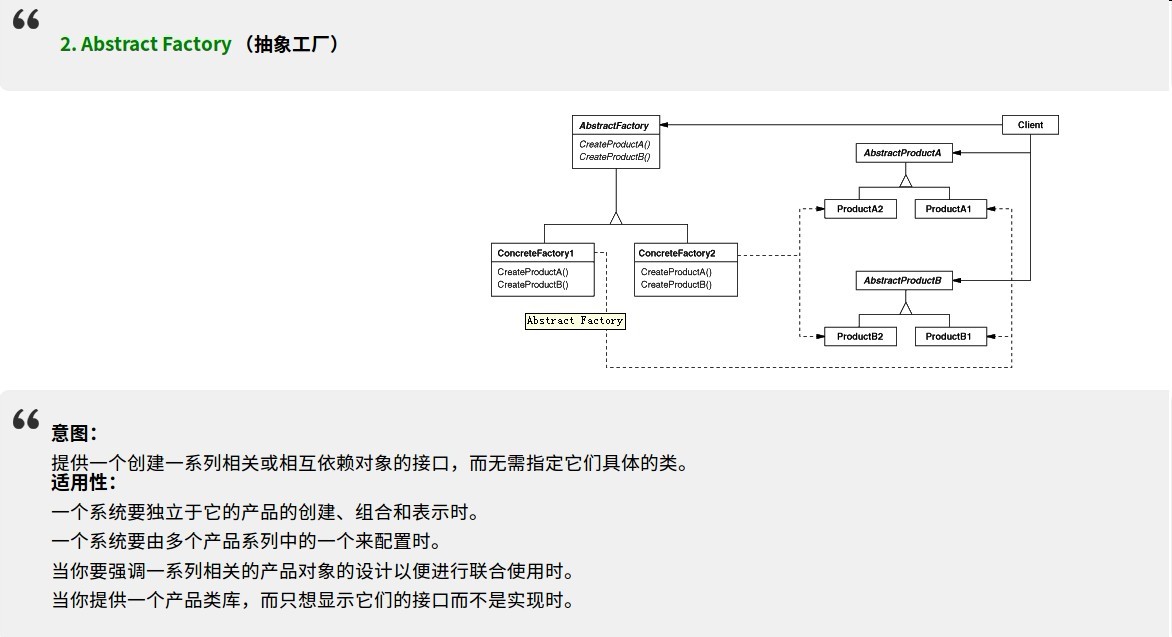 2. Abstract Factory （抽象工厂）
AbstractFactory
CreateProductA()
CreateProductB()
Client
AbstractProductA
ProductA2
ProductA1
ConcreteFactory1
CreateProductA()
CreateProductB()
ConcreteFactory2
CreateProductA()
CreateProductB()
AbstractProductB
ProductB2
ProductB1
Abstract Factory
意图：
提供一个创建一系列相关或相互依赖对象的接口，而无需指定它们具体的类。
适用性：
一个系统要独立于它的产品的创建、组合和表示时。
一个系统要由多个产品系列中的一个来配置时。
当你要强调一系列相关的产品对象的设计以便进行联合使用时。
当你提供一个产品类库，而只想显示它们的接口而不是实现时。